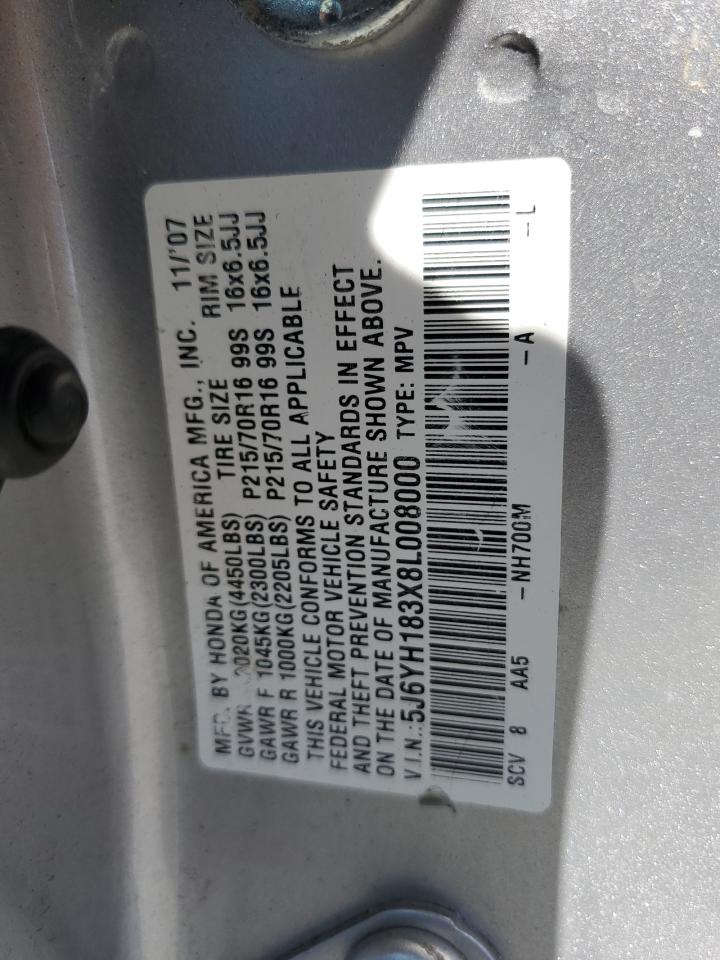 BY HONDA OF AMERICA MFG., INC. 11/'07
GVWR 2020KG(4450LBS) TIRE SIZE RIM SIZE
GAWR F 1045KG(2300LBS) P215/70R16 99S 16x6.5JJ
GAWR R 1000KG(2205LBS) P215/70R16 99S 16x6.5JJ
THIS VEHICLE CONFORMS TO ALL APPLICABLE
FEDERAL MOTOR VEHICLE SAFETY
AND THEFT PREVENTION STANDARDS IN EFFECT
ON THE DATE OF MANUFACTURE SHOWN ABOVE.
V.I.N.:5J6YH183X8L008000 TYPE: MPV
SCV 8 AA5 -NH700M --A --L